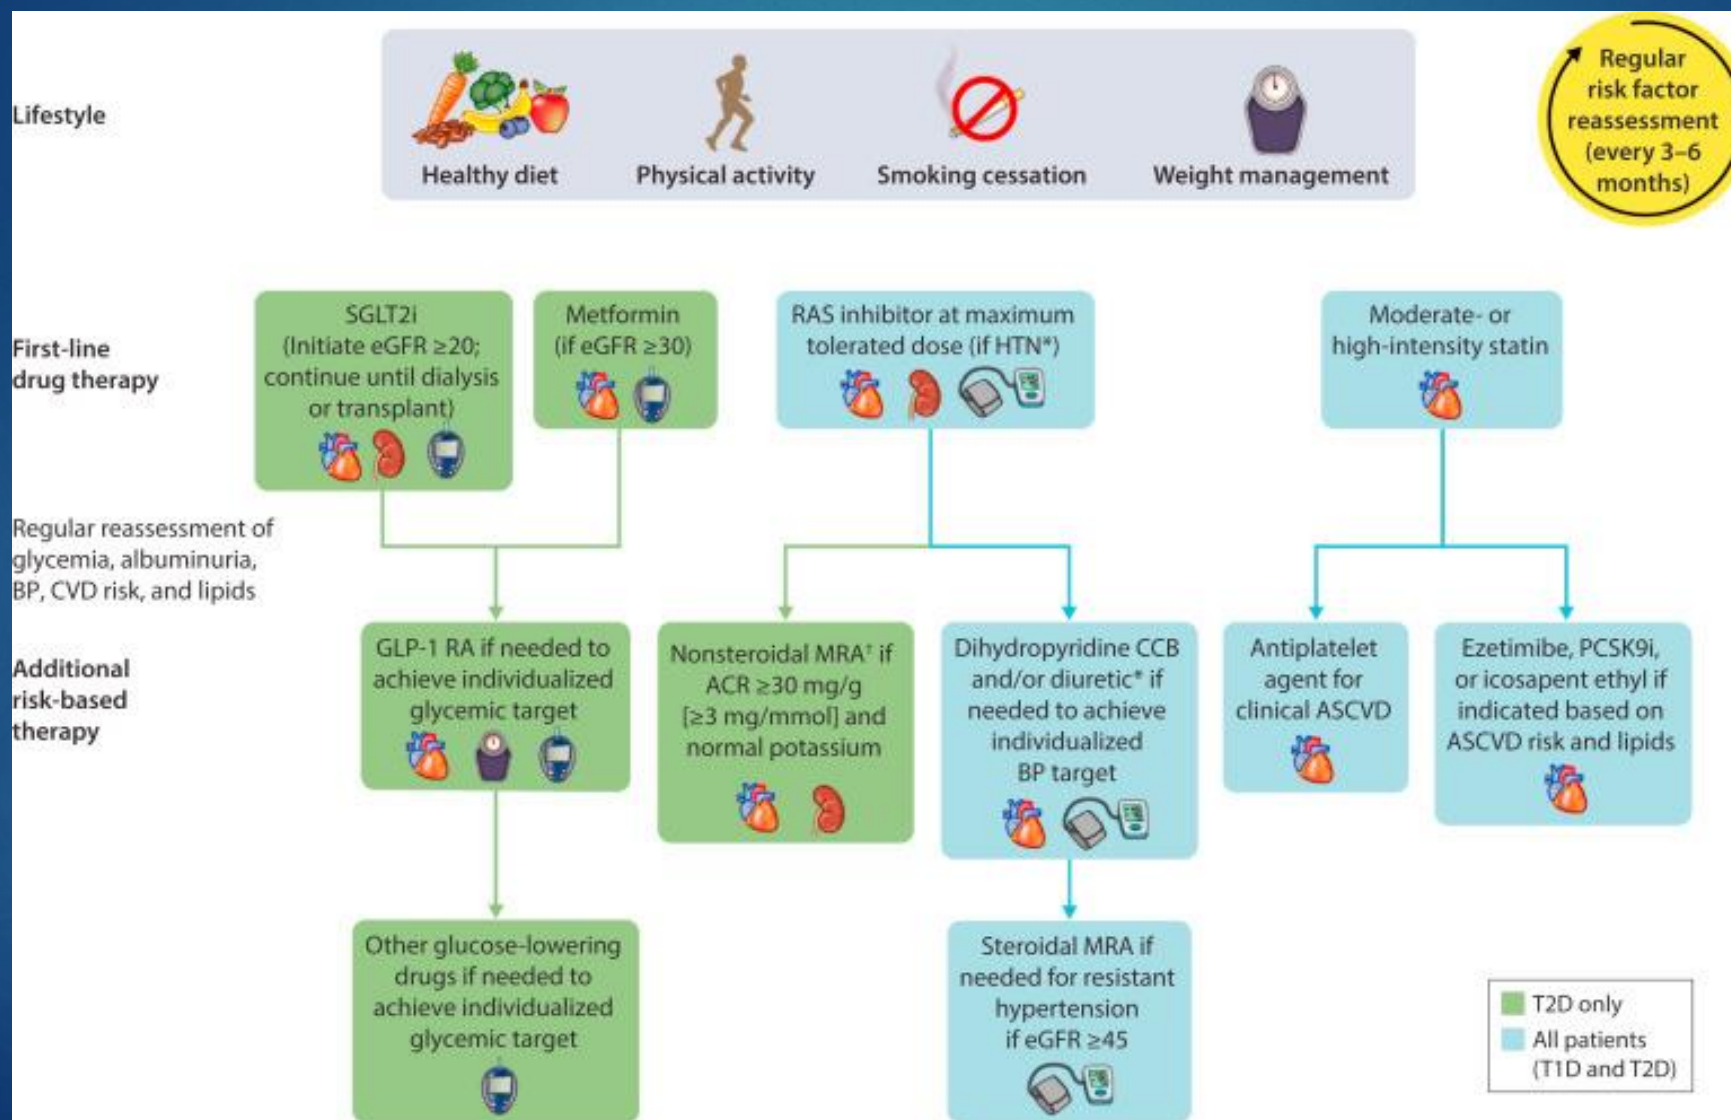 Lifestyle
Healthy diet
Physical activity
Smoking cessation
Weight management
Regular
risk factor
reassessment
(every 3–6
months)
First-line
drug therapy
SGLT2i
(Initiate eGFR ≥20;
continue until dialysis
or transplant)
Metformin
(if eGFR ≥30)
RAS inhibitor at maximum
tolerated dose (if HTN*)
Moderate- or
high-intensity statin
Regular reassessment of
glycemia, albuminuria,
BP, CVD risk, and lipids
Additional
risk-based
therapy
GLP-1 RA if needed to
achieve individualized
glycemic target
Nonsteroidal MRA† if
ACR ≥30 mg/g
[≥3 mg/mmol] and
normal potassium
Dihydropyridine CCB
and/or diuretic* if
needed to achieve
individualized
BP target
Antiplatelet
agent for
clinical ASCVD
Ezetimibe, PCSK9i,
or icosapent ethyl if
indicated based on
ASCVD risk and lipids
Other glucose-lowering
drugs if needed to
achieve individualized
glycemic target
Steroidal MRA if
needed for resistant
hypertension
if eGFR ≥45
T2D only
All patients
(T1D and T2D)